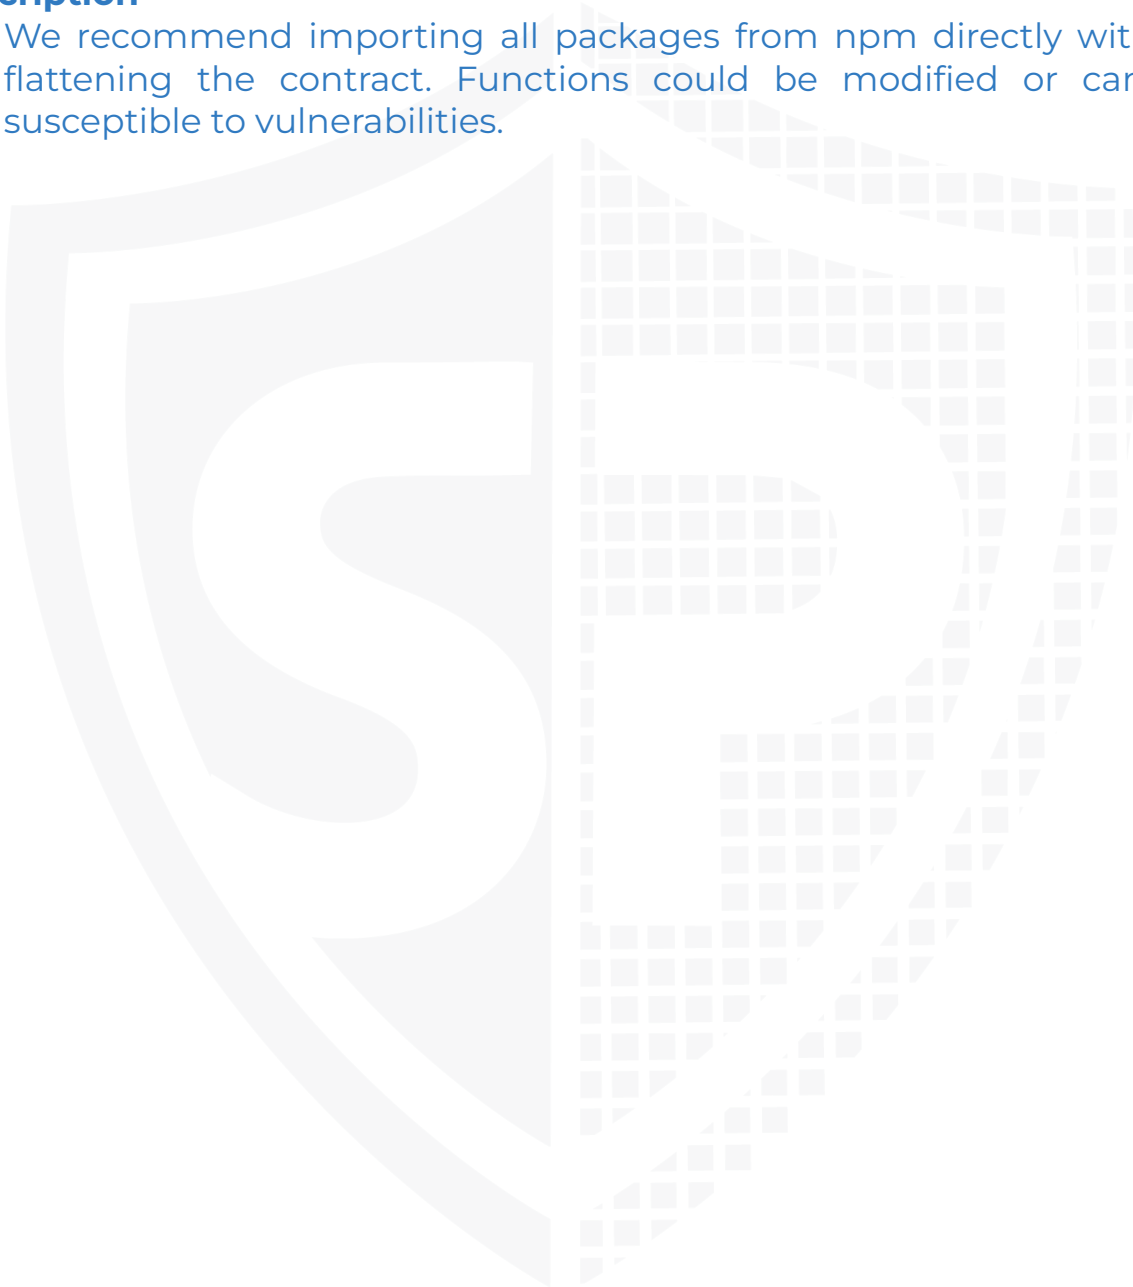 We recommend importing all packages from npm directly
flattening the contract. Functions could be modified or
susceptible to vulnerabilities.
SP